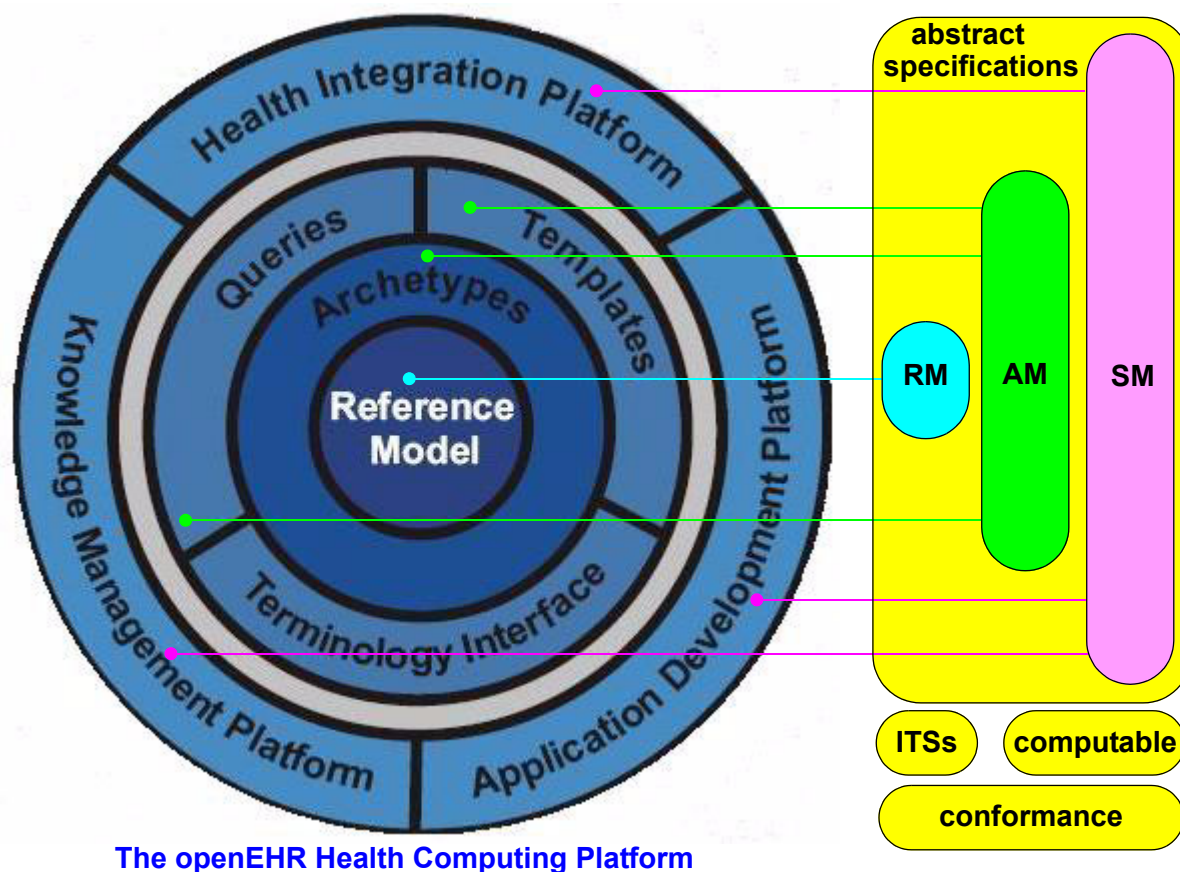 Health Integration Platform
Queries
Templates
Archetypes
Reference
Model
Terminology Interface
Knowledge Management Platform
Application Development Platform
abstract
specifications
RM
AM
SM
ITSs
computable
conformance
The openEHR Health Computing Platform